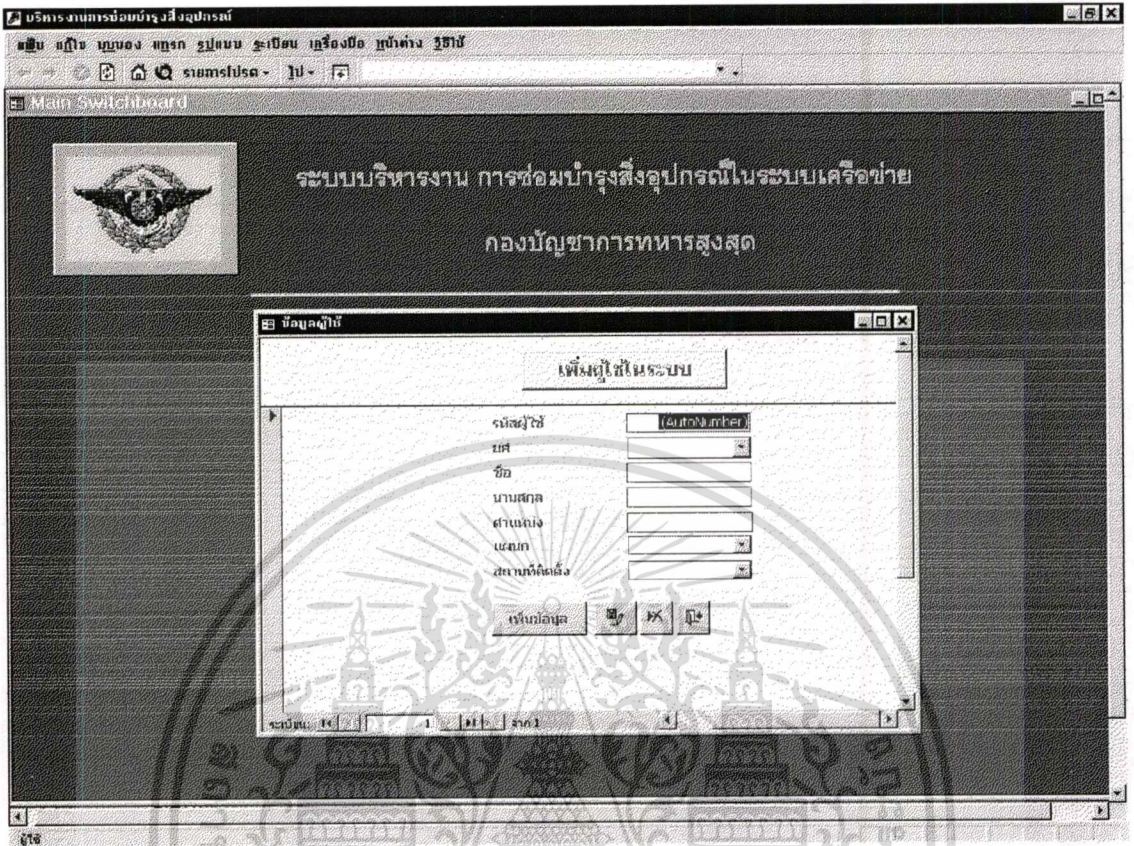 บริหารงานการซ่อมบำรุงสิ่งอุปกรณ์
แฟ้ม แก้ไข มุมมอง แทรก รูปแบบ ระเบียน เครื่องมือ หน้าต่าง วิธีใช้
รายการโปรด ไป
Main Switchboard
ระบบบริหารงาน การซ่อมบำรุงสิ่งอุปกรณ์ในระบบเครือข่าย
กองบัญชาการทหารสูงสุด
ข้อมูลผู้ใช้
เพิ่มผู้ใช้ในระบบ
รหัสผู้ใช้ (AutoNumber)
ยศ
ชื่อ
นามสกุล
ตำแหน่ง
แผนก
สถานที่ติดตั้ง
เพิ่มข้อมูล
ระเบียน: 1 จาก 1
ผู้ใช้